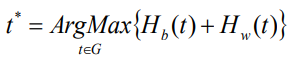 t* = ArgMax{H_b(t) + H_w(t)}
t∈G